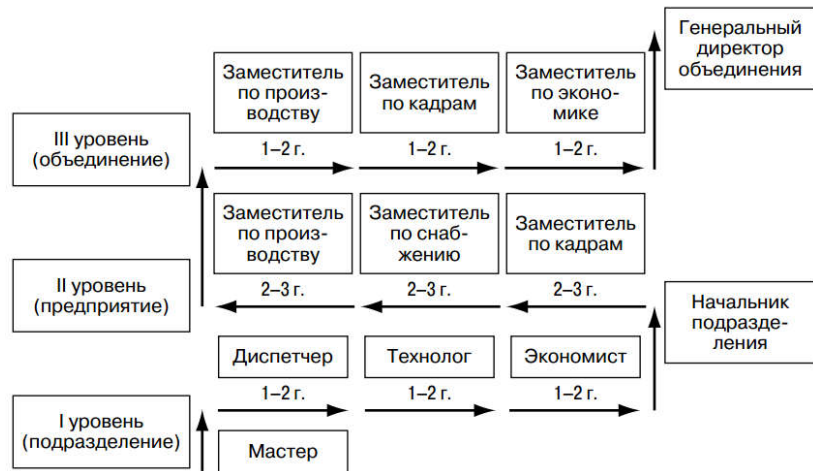 Генеральный
директор
объединения
Заместитель
по произ-
водству
Заместитель
по кадрам
Заместитель
по эконо-
мике
III уровень
(объединение)
1–2 г.
1–2 г.
1–2 г.
Заместитель
по произ-
водству
Заместитель
по снаб-
жению
Заместитель
по кадрам
II уровень
(предприятие)
2–3 г.
2–3 г.
2–3 г.
Начальник
подразде-
ления
Диспетчер
Технолог
Экономист
1–2 г.
1–2 г.
1–2 г.
I уровень
(подразделение)
Мастер